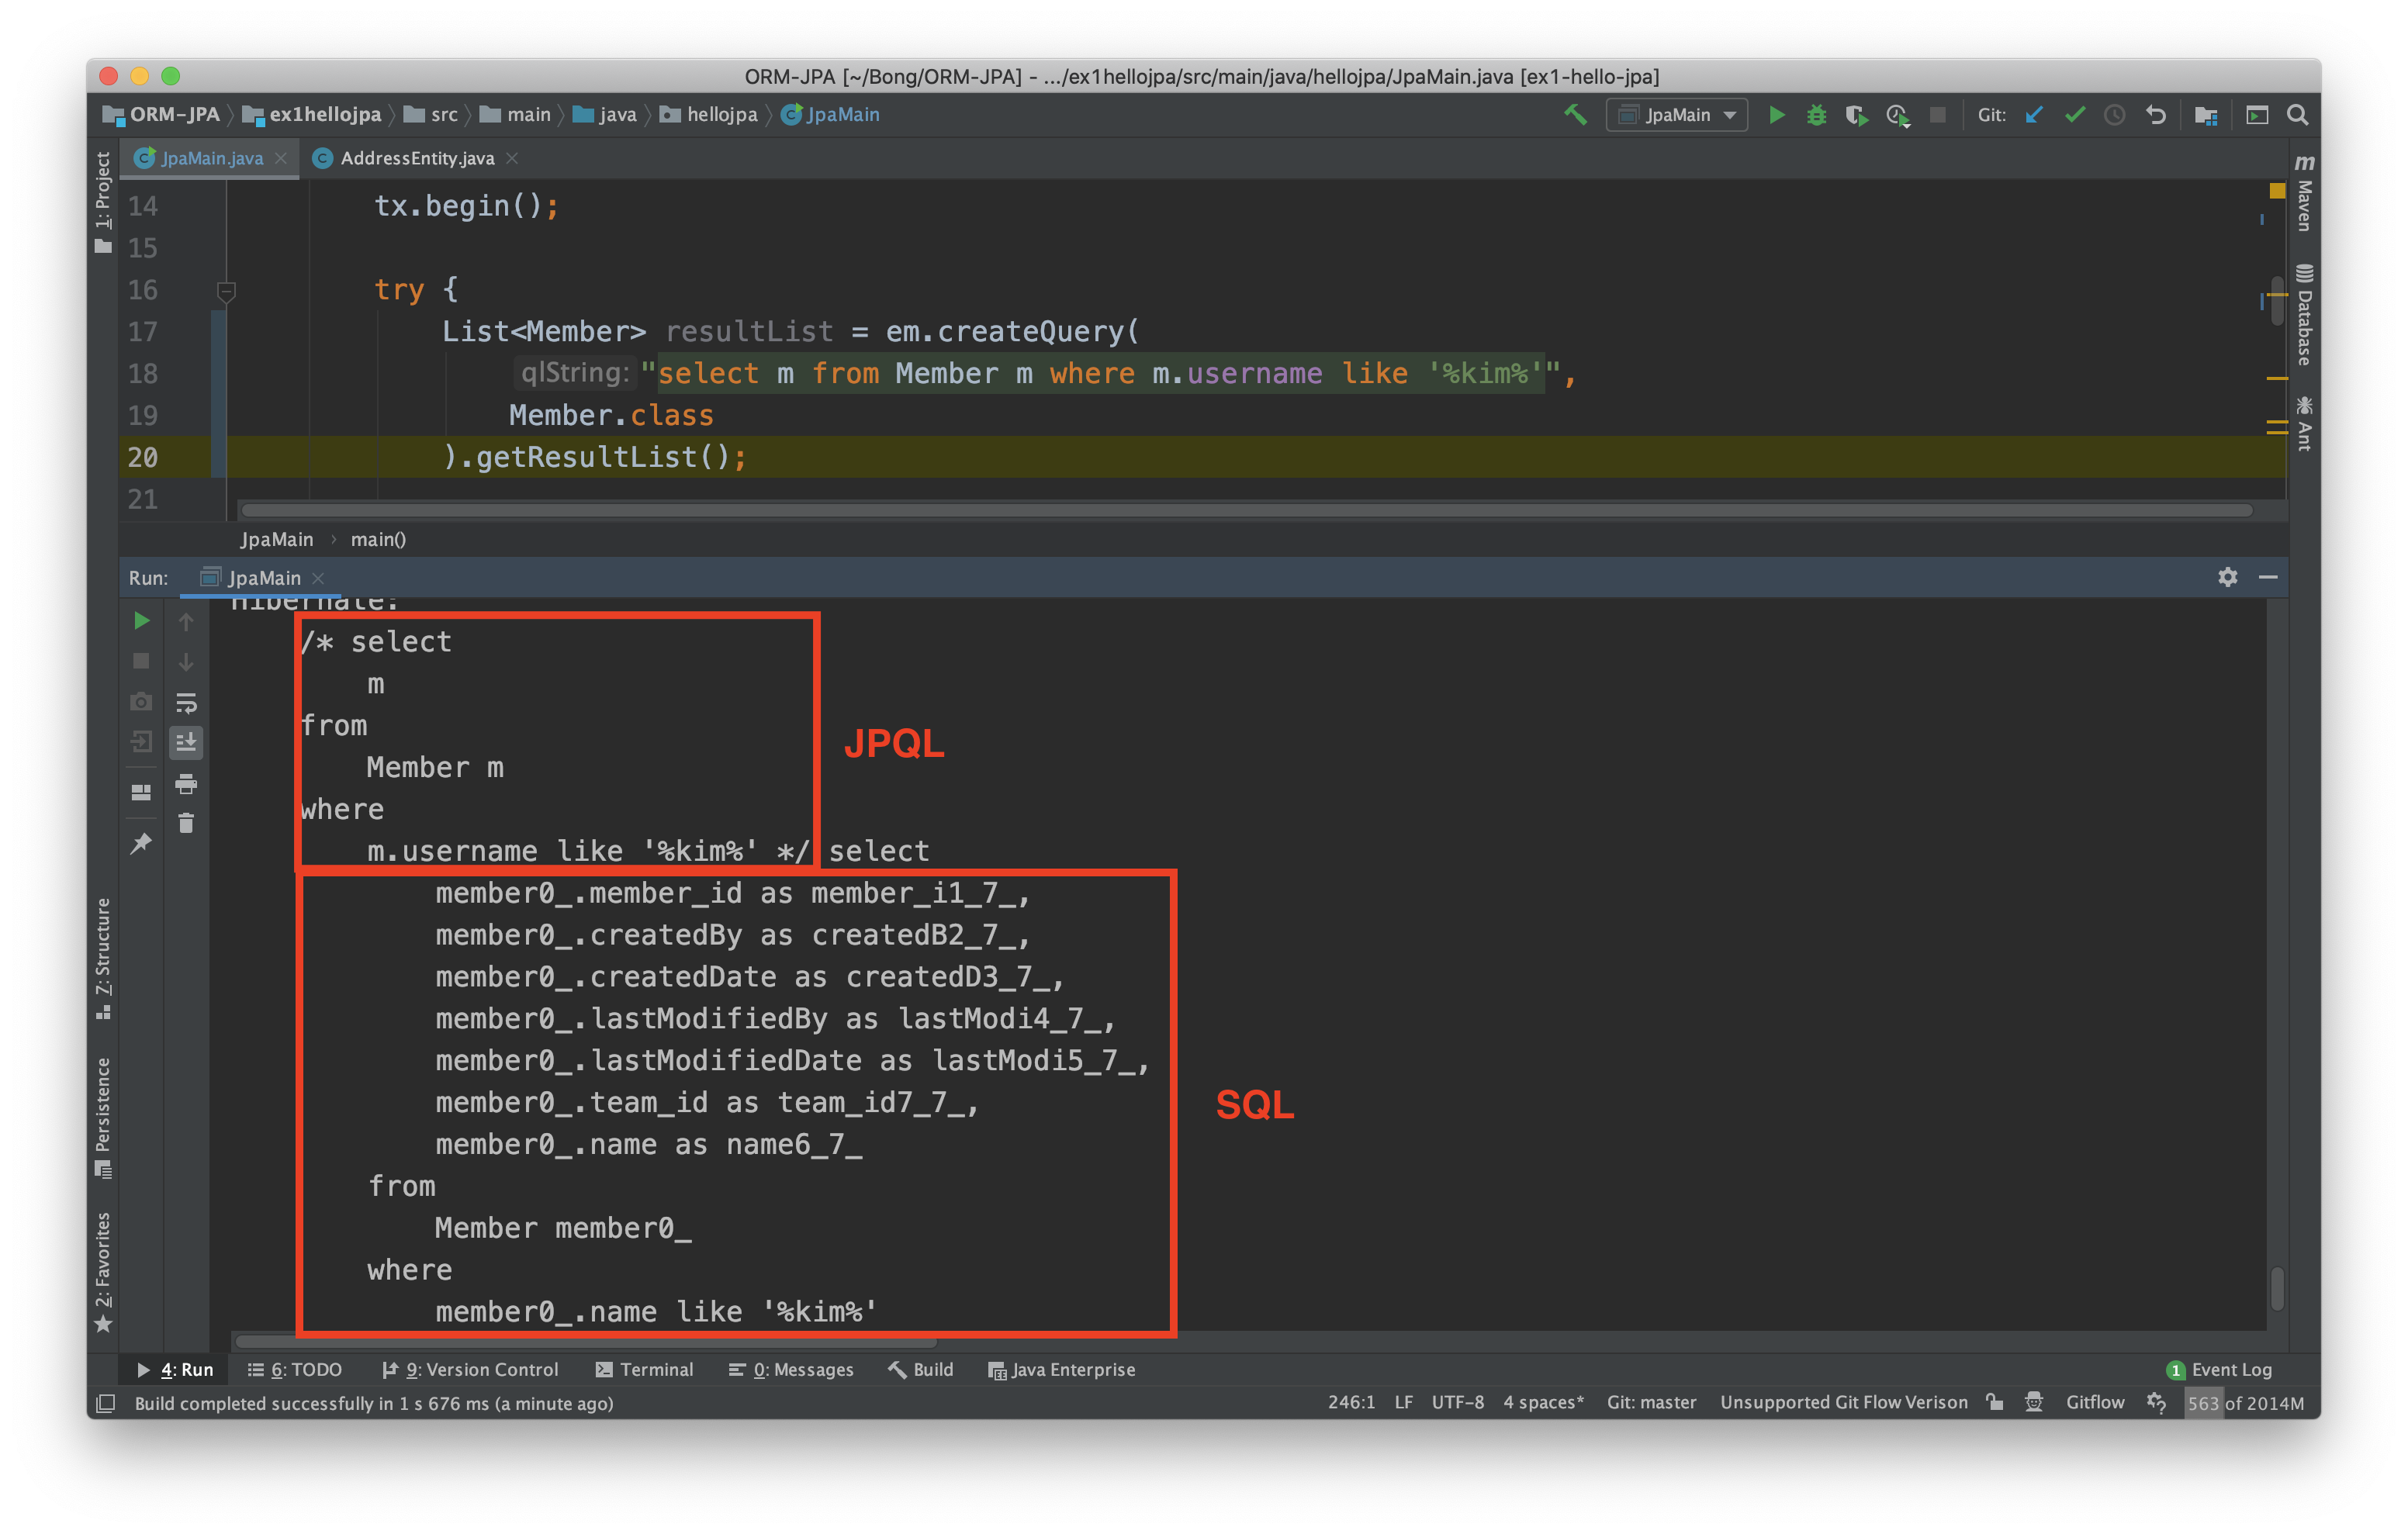 ORM-JPA [~/Bong/ORM-JPA] - .../ex1hellojpa/src/main/java/hellojpa/JpaMain.java [ex1-hello-jpa]
ORM-JPA ex1hellojpa src main java hellojpa JpaMain
JpaMain
Git:
JpaMain.java AddressEntity.java
1: Project
14 tx.begin();
15
16 try {
17 List<Member> resultList = em.createQuery(
18 qlString: "select m from Member m where m.username like '%kim%'",
19 Member.class
20 ).getResultList();
21
JpaMain › main()
Maven
Database
Ant
Run: JpaMain
Hibernate:
/* select
m
from
Member m
where
m.username like '%kim%' */ select
JPQL
member0_.member_id as member_i1_7_,
member0_.createdBy as createdB2_7_,
member0_.createdDate as createdD3_7_,
member0_.lastModifiedBy as lastModi4_7_,
member0_.lastModifiedDate as lastModi5_7_,
member0_.team_id as team_id7_7_,
member0_.name as name6_7_
from
Member member0_
where
member0_.name like '%kim%'
SQL
7: Structure
Persistence
2: Favorites
4: Run 6: TODO 9: Version Control Terminal 0: Messages Build Java Enterprise 1 Event Log
Build completed successfully in 1 s 676 ms (a minute ago) 246:1 LF UTF-8 4 spaces* Git: master Unsupported Git Flow Verison Gitflow 563 of 2014M